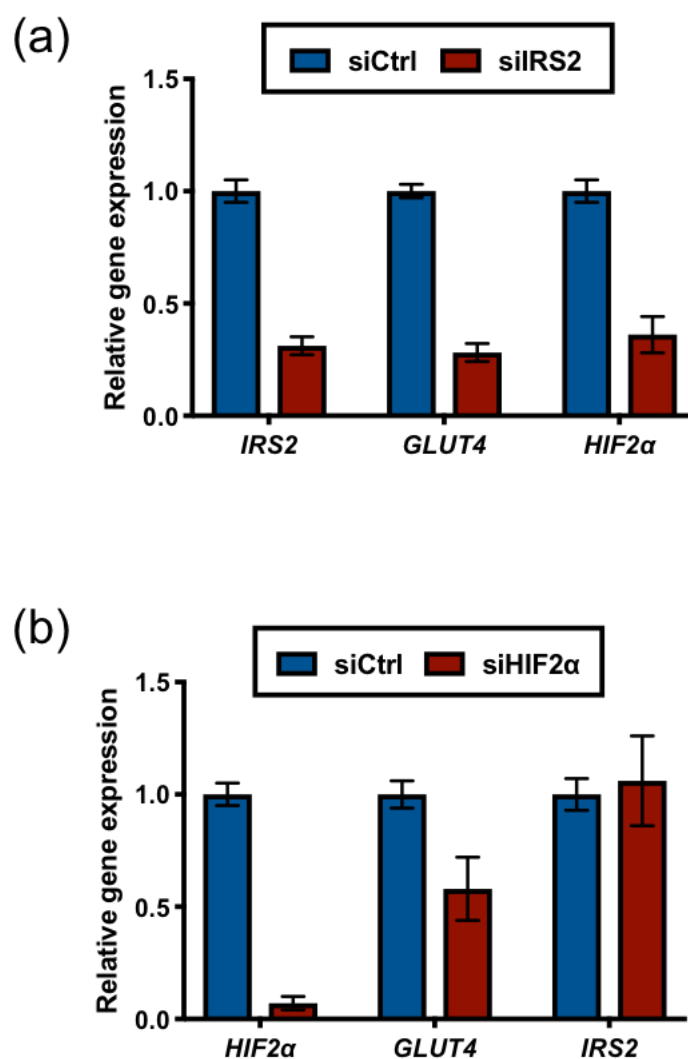 (a)
siCtrl siIRS2
Relative gene expression
1.5
1.0
0.5
0.0
IRS2 GLUT4 HIF2α
(b)
siCtrl siHIF2α
Relative gene expression
1.5
1.0
0.5
0.0
HIF2α GLUT4 IRS2